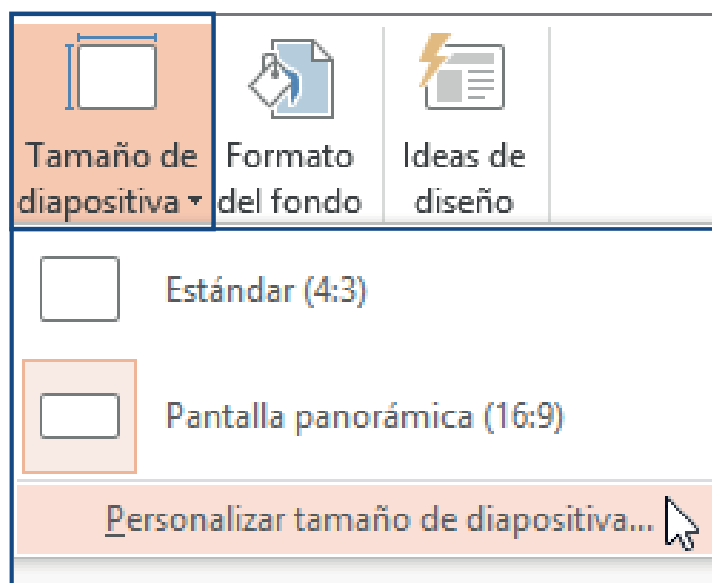 Tamaño de
diapositiva
Formato
del fondo
Ideas de
diseño
Estándar (4:3)
Pantalla panorámica (16:9)
Personalizar tamaño de diapositiva...